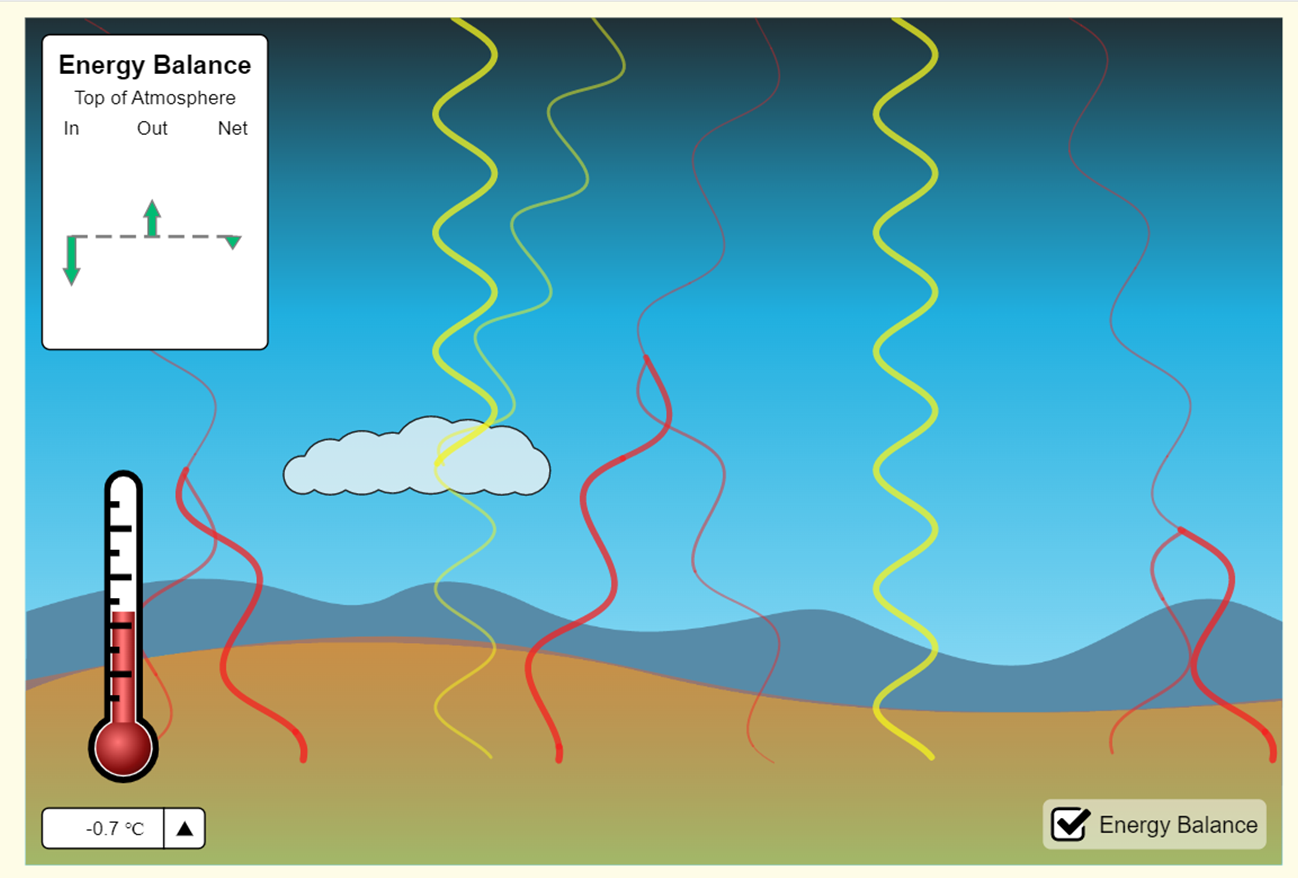 Energy Balance
Top of Atmosphere
In Out Net
-0.7 °C
Energy Balance